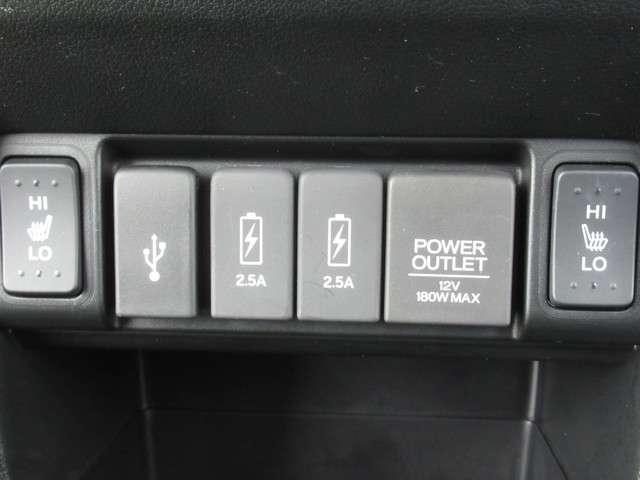 HI
LO
2.5A
2.5A
POWER
OUTLET
12V
180W MAX
HI
LO